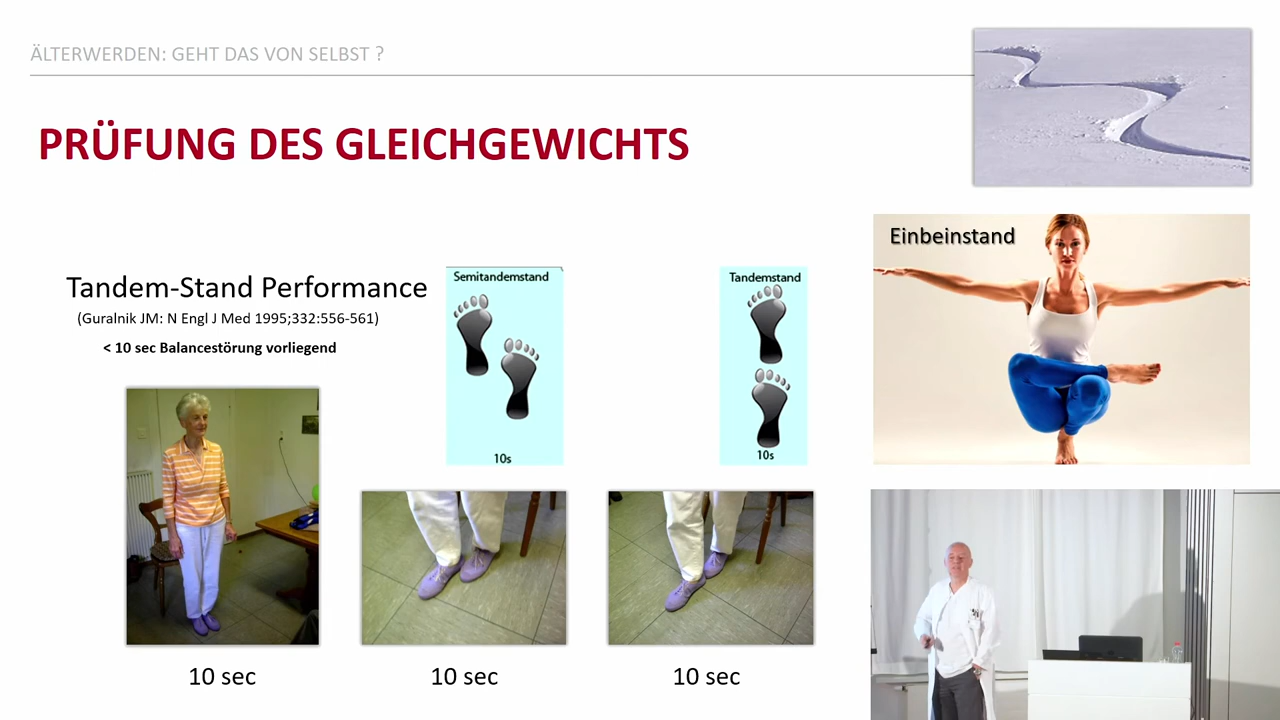 ÄLTERWERDEN: GEHT DAS VON SELBST ?
PRÜFUNG DES GLEICHGEWICHTS
Einbeinstand
Tandem-Stand Performance
(Guralnik JM: N Engl J Med 1995;332:556-561)
< 10 sec Balancestörung vorliegend
Semitandemstand
10s
Tandemstand
10s
10 sec
10 sec
10 sec